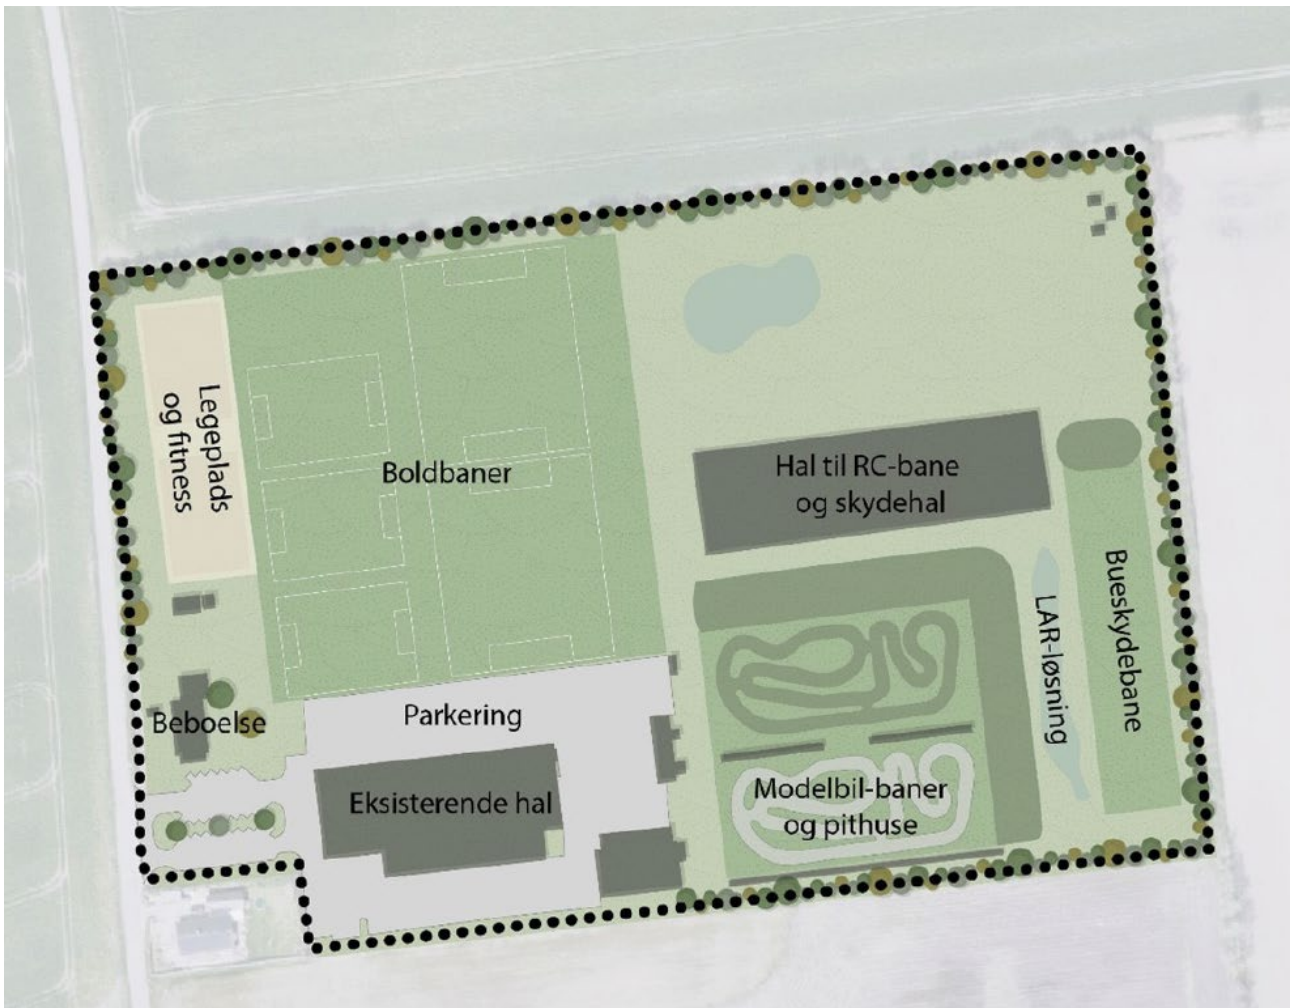 Legeplads
og fitness
Boldbaner
Hal til RC-bane
og skydehal
Bueskydebane
LAR-løsning
Beboelse
Parkering
Eksisterende hal
Modelbil-baner
og pithuse